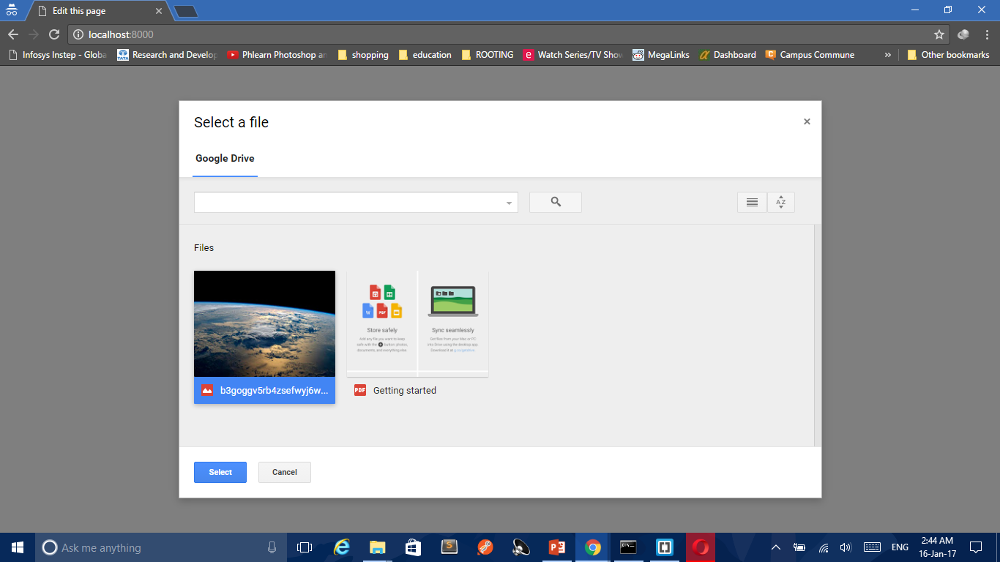 Edit this page
localhost:8000
Infosys Instep - Globa
Research and Develop
Phlearn Photoshop an
shopping
education
ROOTING
Watch Series/TV Show
MegaLinks
Dashboard
Campus Commune
»
Other bookmarks
Select a file
Google Drive
A Z
Files
W
PDF
Store safely
Add any file you want to keep
safe with the button: photos,
documents, and everything else.
Sync seamlessly
Get files from your Mac or PC
into Drive using the desktop app.
Download it at
b3goggv5rb4zsefwyj6w...
PDF
Getting started
Select
Cancel
Ask me anything
ENG
2:44 AM
16-Jan-17